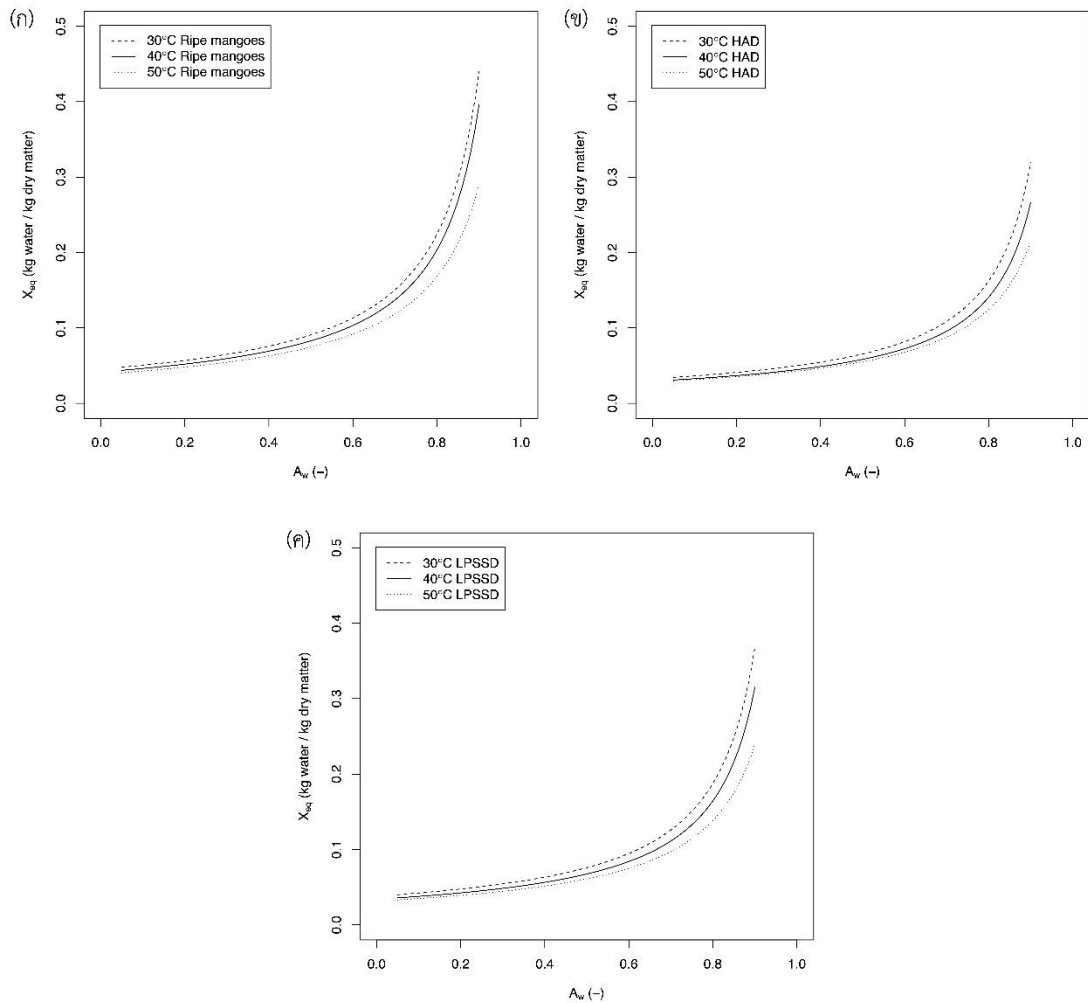 (ก)
30°C Ripe mangoes
40°C Ripe mangoes
50°C Ripe mangoes
X_eq (kg water / kg dry matter)
0.5
0.4
0.3
0.2
0.1
0.0
0.0 0.2 0.4 0.6 0.8 1.0
A_w (–)
(ข)
30°C HAD
40°C HAD
50°C HAD
X_eq (kg water / kg dry matter)
0.5
0.4
0.3
0.2
0.1
0.0
0.0 0.2 0.4 0.6 0.8 1.0
A_w (–)
(ค)
30°C LPSSD
40°C LPSSD
50°C LPSSD
X_eq (kg water / kg dry matter)
0.5
0.4
0.3
0.2
0.1
0.0
0.0 0.2 0.4 0.6 0.8 1.0
A_w (–)